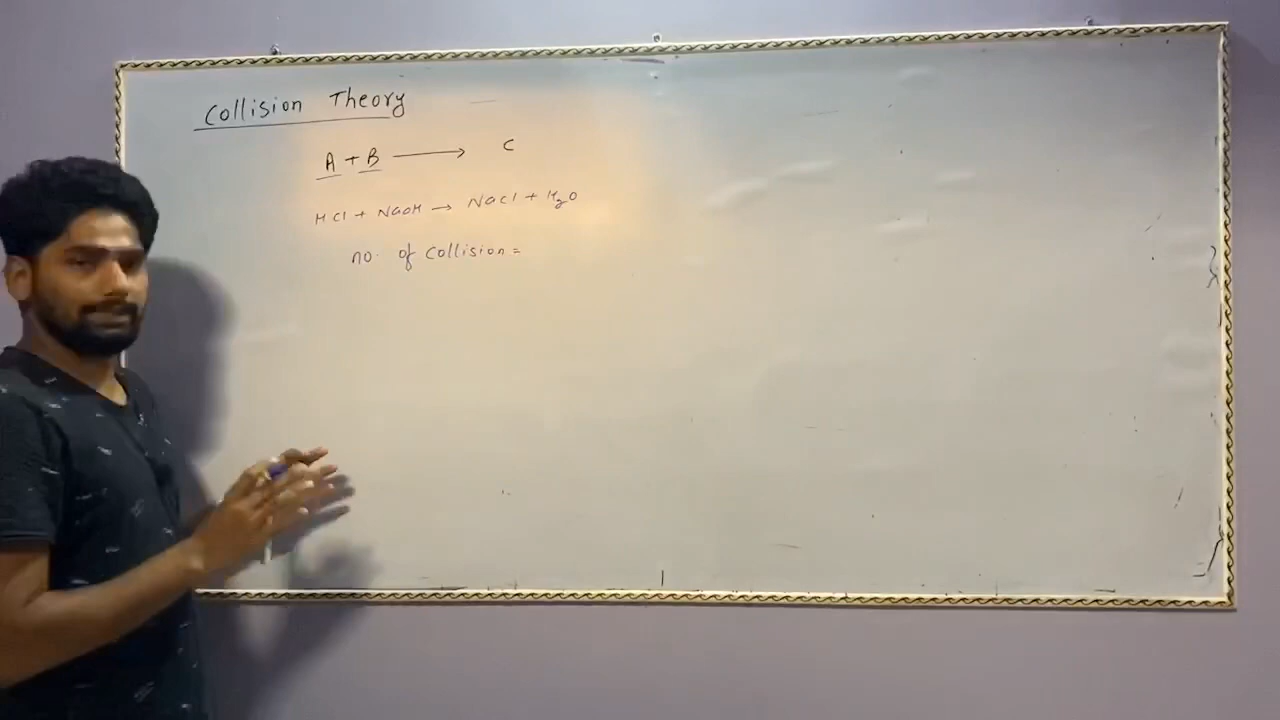 Collision Theory
A + B ⟶ C
HCl + NaOH → NaCl + H₂O
no. of collision =